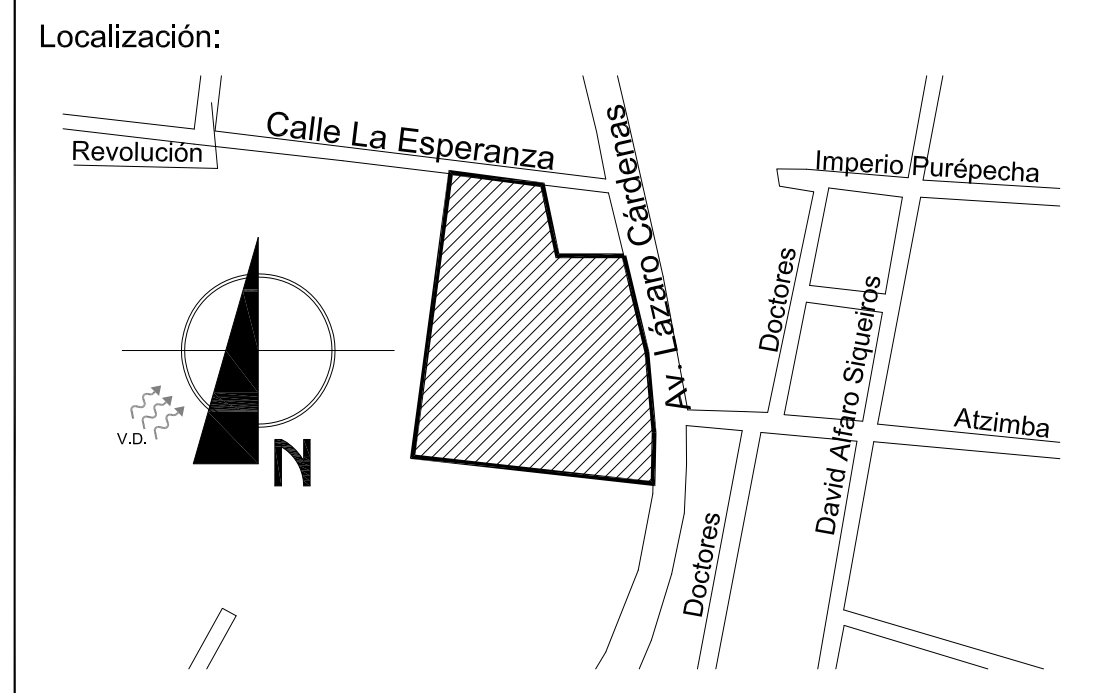 Localización:
Calle La Esperanza
Revolución
Av. Lázaro Cárdenas
Imperio Purépecha
Doctores
David Alfaro Siqueiros
Atzimba
V.D.
N
Doctores